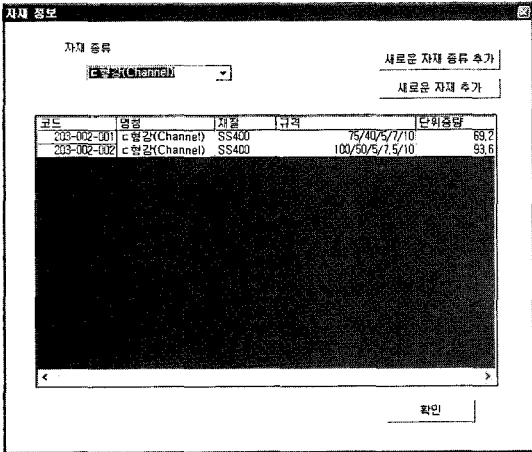 자재 정보
자재 종류
ㄷ형강(Channel)
새로운 자재 종류 추가
새로운 자재 추가
코드 명칭 재질 규격 단위중량
203-002-001 ㄷ형강(Channel) SS400 75/40/5/7/10 69,2
203-002-002 ㄷ형강(Channel) SS400 100/50/5/7,5/10 93,6
확인